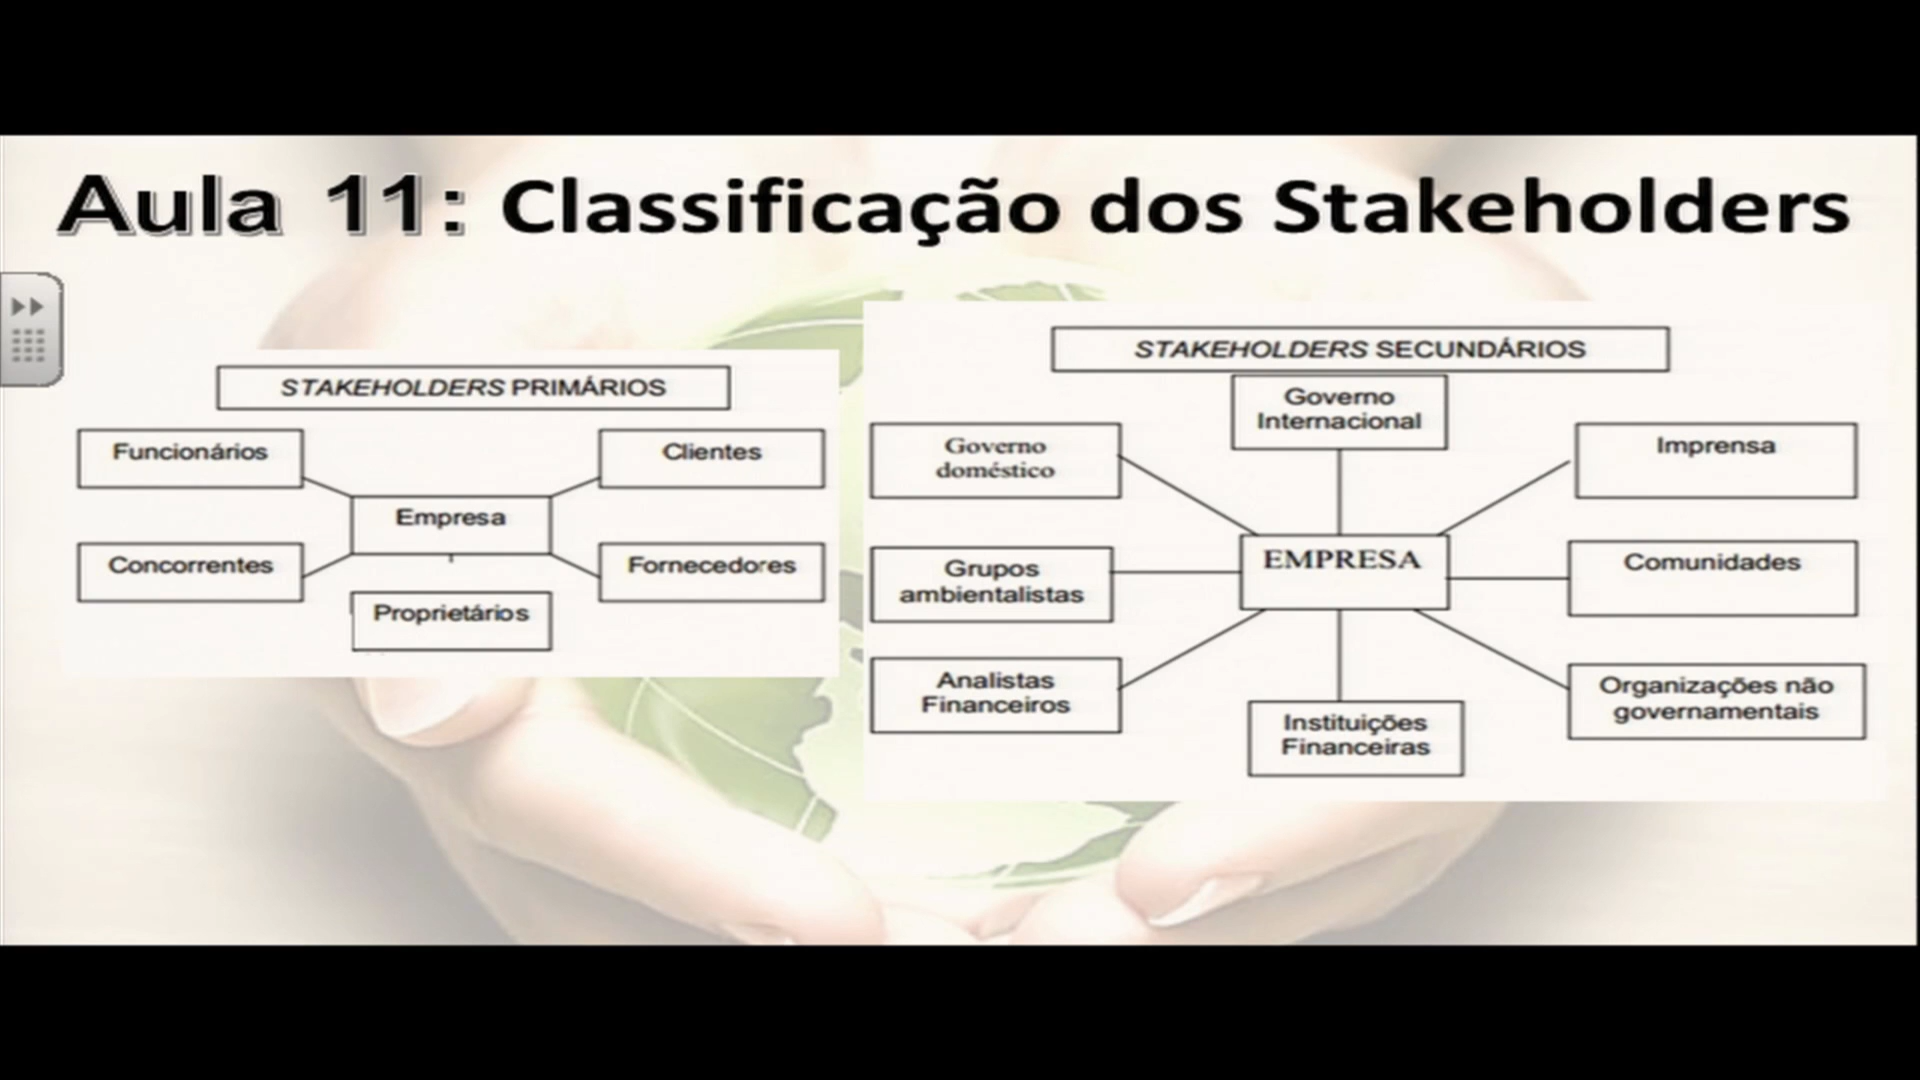 Aula 11: Classificação dos Stakeholders
STAKEHOLDERS PRIMÁRIOS
Funcionários
Clientes
Empresa
Concorrentes
Fornecedores
Proprietários
STAKEHOLDERS SECUNDÁRIOS
Governo
Internacional
Governo
doméstico
Imprensa
EMPRESA
Grupos
ambientalistas
Comunidades
Analistas
Financeiros
Instituições
Financeiras
Organizações não
governamentais